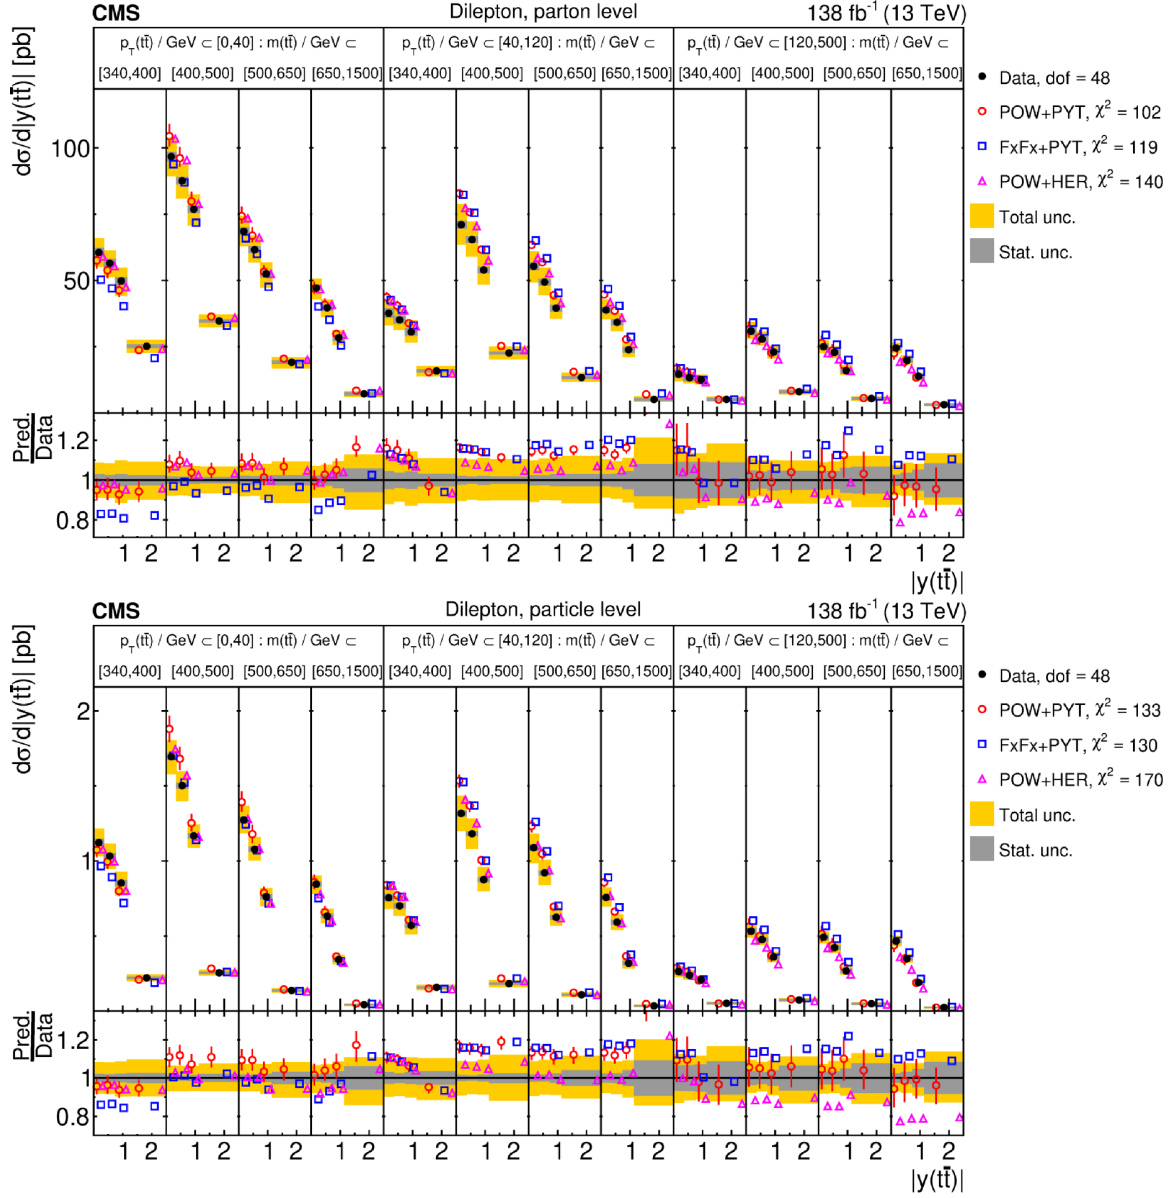 CMS Dilepton, parton level 138 fb⁻¹ (13 TeV)
p_T(tt̄) / GeV ⊂ [0,40] : m(tt̄) / GeV ⊂ p_T(tt̄) / GeV ⊂ [40,120] : m(tt̄) / GeV ⊂ p_T(tt̄) / GeV ⊂ [120,500] : m(tt̄) / GeV ⊂
[340,400] [400,500] [500,650] [650,1500] [340,400] [400,500] [500,650] [650,1500] [340,400] [400,500] [500,650] [650,1500]
dσ/d|y(tt̄)| [pb]
100
50
Data, dof = 48
POW+PYT, χ² = 102
FxFx+PYT, χ² = 119
POW+HER, χ² = 140
Total unc.
Stat. unc.
Pred.
Data
1.2
1
0.8
1 2 1 2 1 2 1 2 1 2 1 2 1 2 1 2 1 2 1 2 1 2 1 2
|y(tt̄)|
CMS Dilepton, particle level 138 fb⁻¹ (13 TeV)
p_T(tt̄) / GeV ⊂ [0,40] : m(tt̄) / GeV ⊂ p_T(tt̄) / GeV ⊂ [40,120] : m(tt̄) / GeV ⊂ p_T(tt̄) / GeV ⊂ [120,500] : m(tt̄) / GeV ⊂
[340,400] [400,500] [500,650] [650,1500] [340,400] [400,500] [500,650] [650,1500] [340,400] [400,500] [500,650] [650,1500]
dσ/d|y(tt̄)| [pb]
2
1
Data, dof = 48
POW+PYT, χ² = 133
FxFx+PYT, χ² = 130
POW+HER, χ² = 170
Total unc.
Stat. unc.
Pred.
Data
1.2
1
0.8
1 2 1 2 1 2 1 2 1 2 1 2 1 2 1 2 1 2 1 2 1 2 1 2
|y(tt̄)|